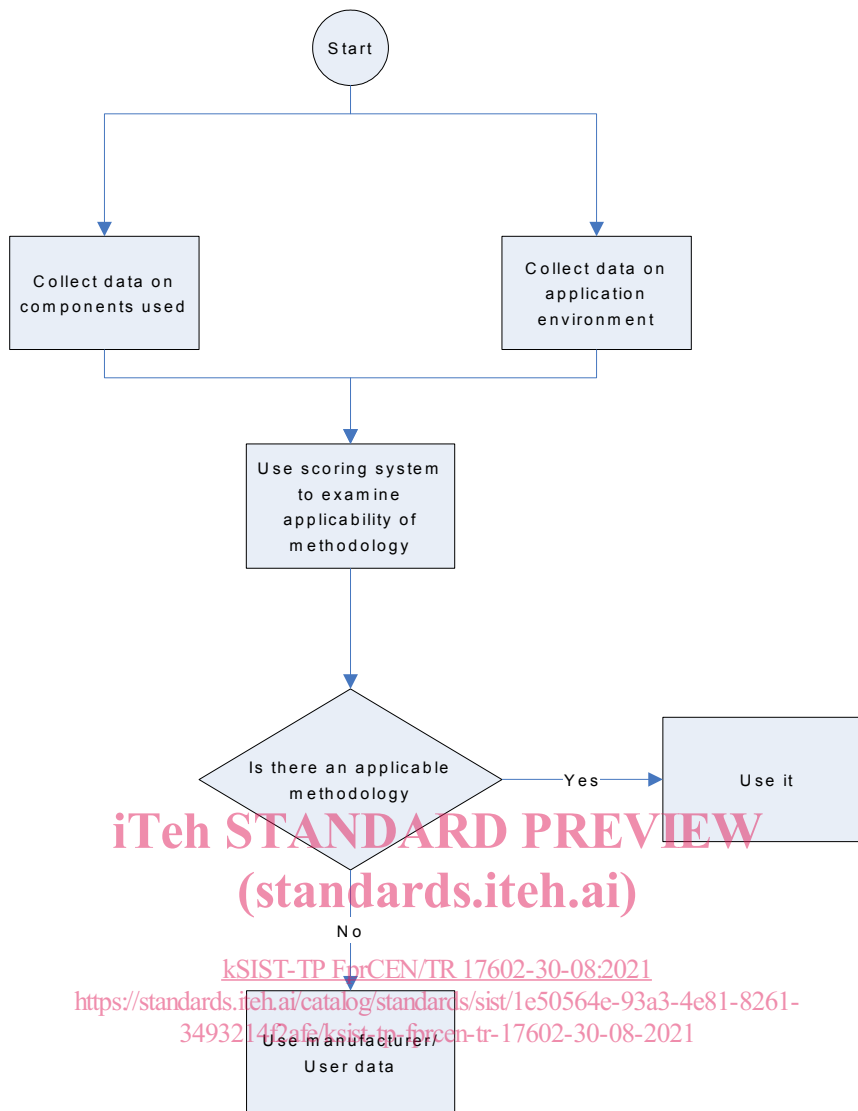 Start
Collect data on
components used
Collect data on
application
environment
Use scoring system
to examine
applicability of
methodology
Is there an applicable
methodology
Yes
Use it
iTeh STANDARD PREVIEW
(standards.iteh.ai)
No
kSIST-TP FprCEN/TR 17602-30-08:2021
https://standards.iteh.ai/catalog/standards/sist/1e50564e-93a3-4e81-8261-
3493214f2afe/ksist-tp-fprcen-tr-17602-30-08-2021
Use manufacturer/
User data